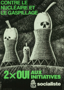 CONTRE LE
NUCLÉAIRE ET
LE GASPILLAGE
2x OUI AUX
INITIATIVES
socialiste